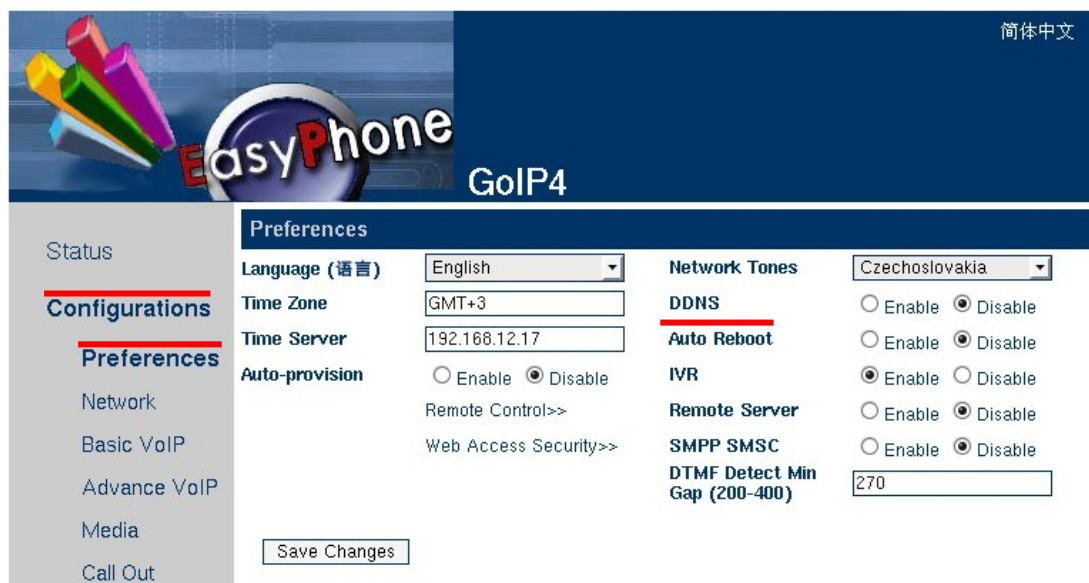 简体中文
EasyPhone
GoIP4
Status
Configurations
Preferences
Network
Basic VoIP
Advance VoIP
Media
Call Out
Preferences
Language (语言) English
Time Zone GMT+3
Time Server 192.168.12.17
Auto-provision Enable Disable
Remote Control>>
Web Access Security>>
Network Tones Czechoslovakia
DDNS Enable Disable
Auto Reboot Enable Disable
IVR Enable Disable
Remote Server Enable Disable
SMPP SMSC Enable Disable
DTMF Detect Min
Gap (200-400) 270
Save Changes